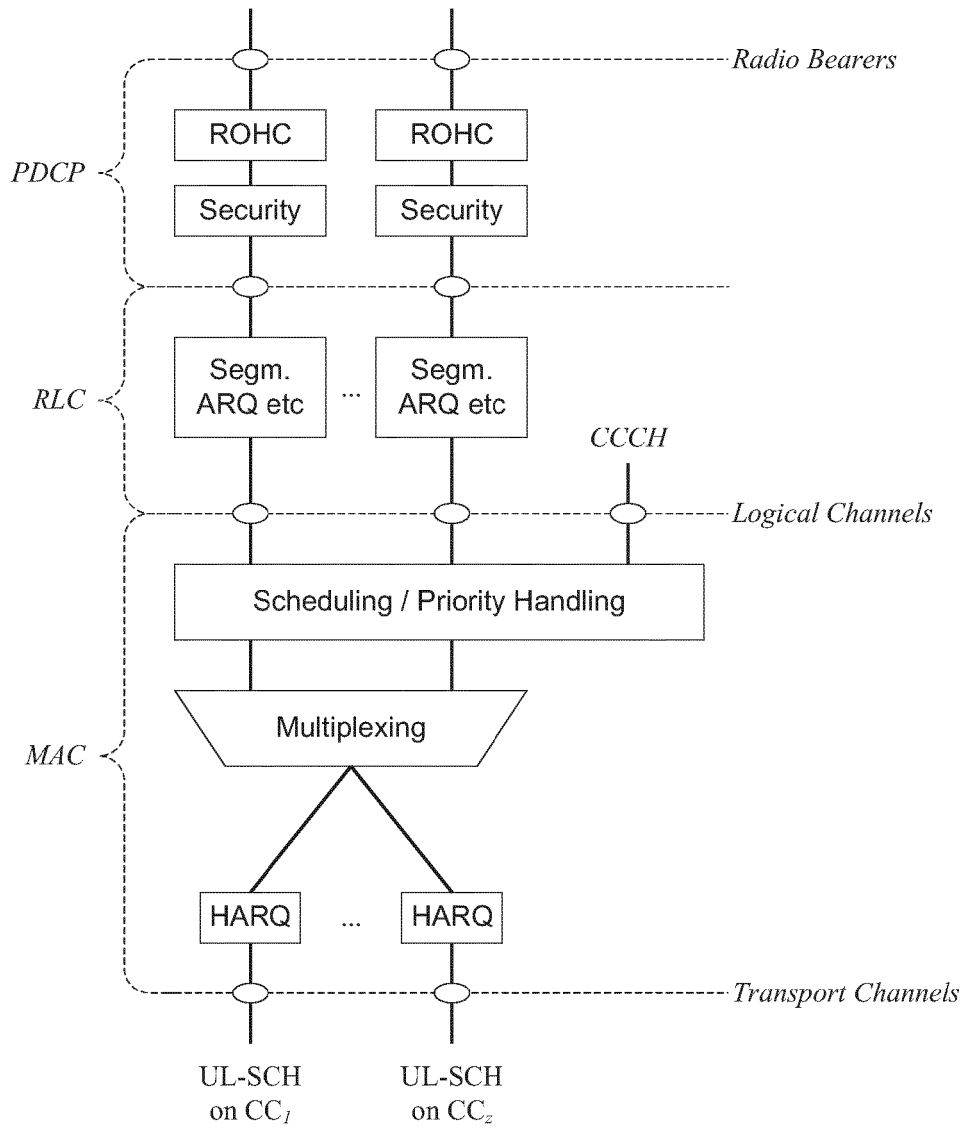 Radio Bearers
ROHC
ROHC
PDCP
Security
Security
Segm.
ARQ etc
...
Segm.
ARQ etc
RLC
CCCH
Logical Channels
Scheduling / Priority Handling
Multiplexing
MAC
HARQ
...
HARQ
Transport Channels
UL-SCH
on CC1
UL-SCH
on CCz